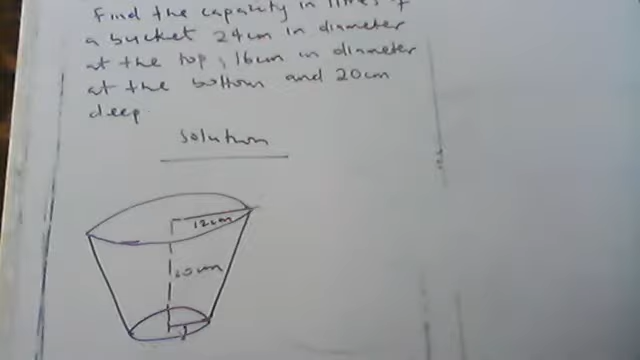 Find the capacity in litres of
a bucket 24cm in diameter
at the top, 16cm in diameter
at the bottom and 20cm
deep.
Solution
12cm
20cm